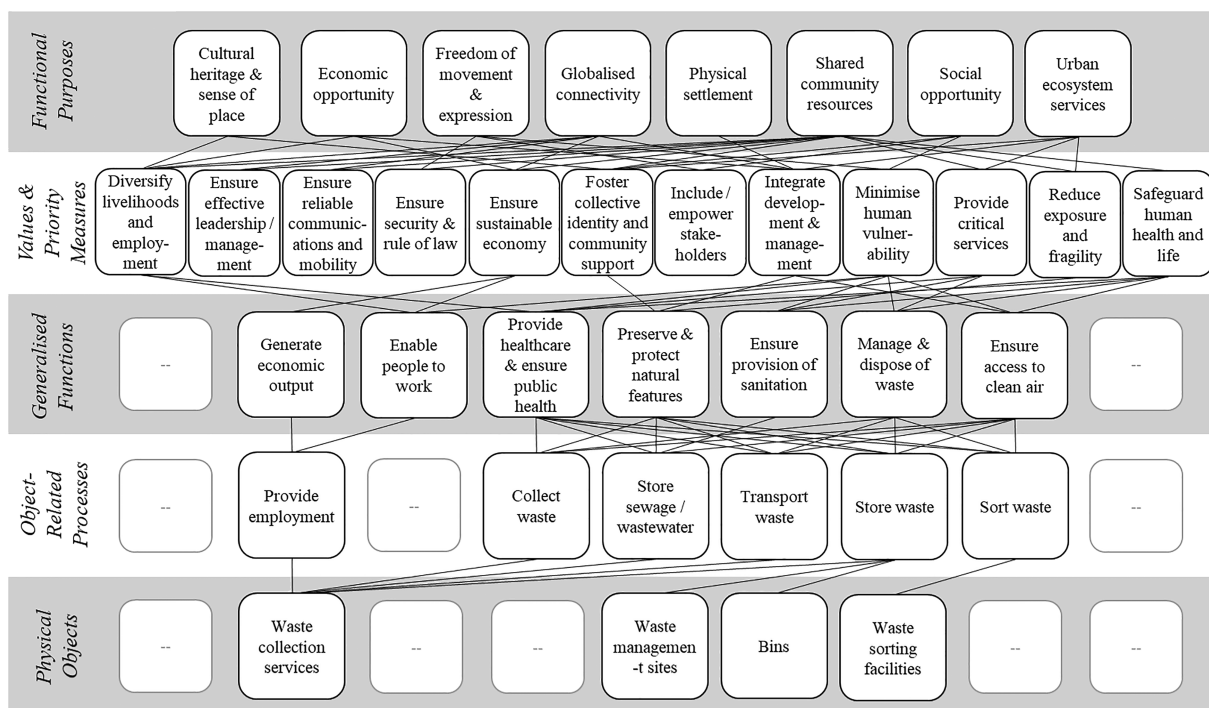 Functional
Purposes
Cultural
heritage &
sense of
place
Economic
opportunity
Freedom of
movement
&
expression
Globalised
connectivity
Physical
settlement
Shared
community
resources
Social
opportunity
Urban
ecosystem
services
Values &
Priority
Measures
Diversify
livelihoods
and
employ-
ment
Ensure
effective
leadership /
manage-
ment
Ensure
reliable
communic-
ations and
mobility
Ensure
security &
rule of law
Ensure
sustainable
economy
Foster
collective
identity and
community
support
Include /
empower
stake-
holders
Integrate
develop-
ment &
manage-
ment
Minimise
human
vulner-
ability
Provide
critical
services
Reduce
exposure
and
fragility
Safeguard
human
health and
life
Generalised
Functions
--
Generate
economic
output
Enable
people to
work
Provide
healthcare
& ensure
public
health
Preserve &
protect
natural
features
Ensure
provision of
sanitation
Manage &
dispose of
waste
Ensure
access to
clean air
--
Object-
Related
Processes
--
Provide
employment
--
Collect
waste
Store
sewage /
wastewater
Transport
waste
Store waste
Sort waste
--
Physical
Objects
--
Waste
collection
services
--
--
Waste
managemen
-t sites
Bins
Waste
sorting
facilities
--
--